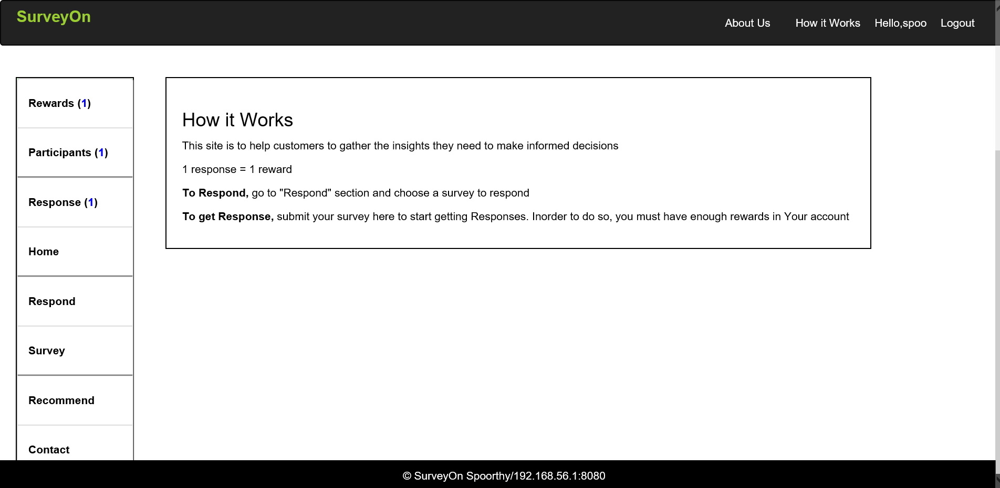 SurveyOn
About Us How it Works Hello,spoo Logout
Rewards (1)
Participants (1)
Response (1)
Home
Respond
Survey
Recommend
Contact
How it Works
This site is to help customers to gather the insights they need to make informed decisions
1 response = 1 reward
To Respond, go to "Respond" section and choose a survey to respond
To get Response, submit your survey here to start getting Responses. Inorder to do so, you must have enough rewards in Your account
© SurveyOn Spoorthy/192.168.56.1:8080